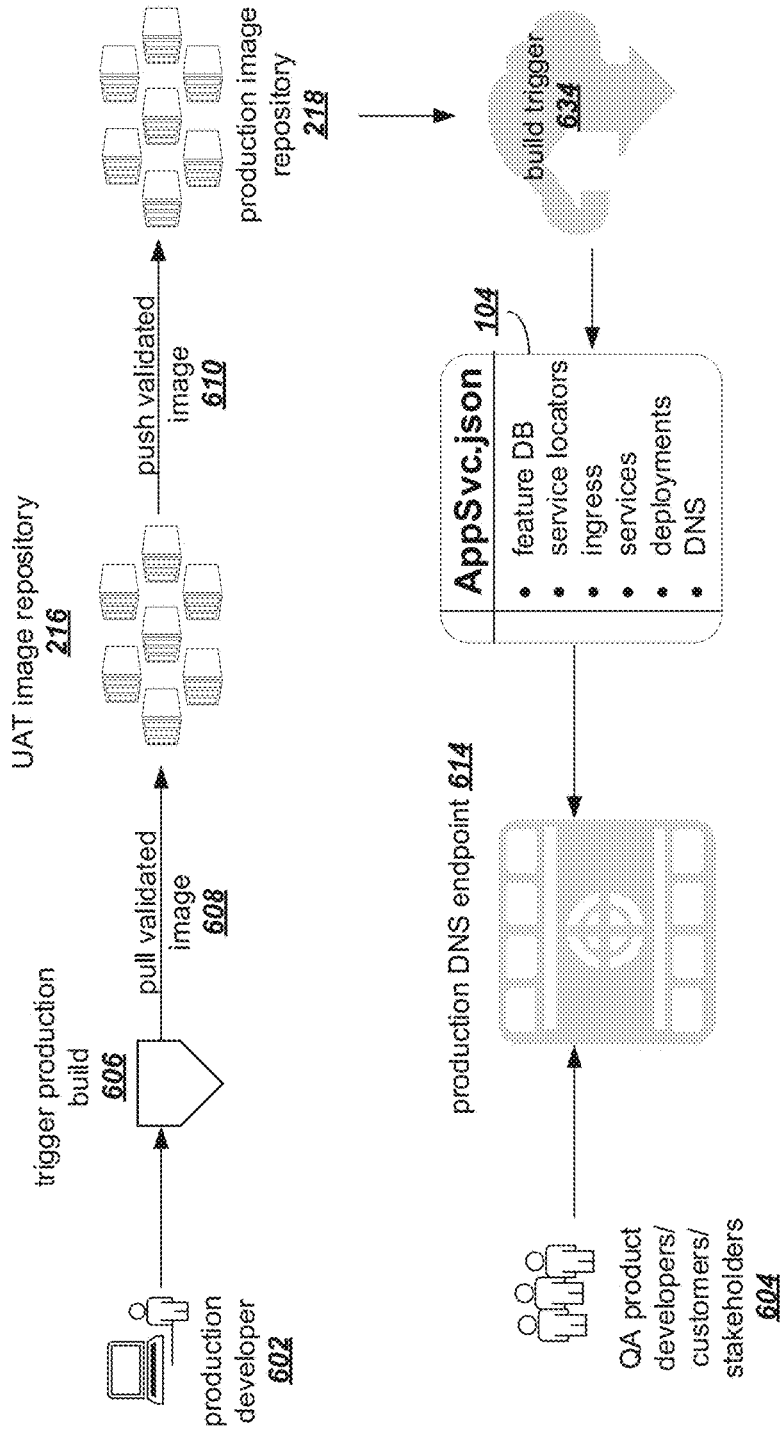 production
developer
602
trigger production
build
606
pull validated
image
608
UAT image repository
216
push validated
image
610
production image
repository
218
build trigger
634
104
AppSvc.json
• feature DB
• service locators
• ingress
• services
• deployments
• DNS
production DNS endpoint 614
QA product
developers/
customers/
stakeholders
604